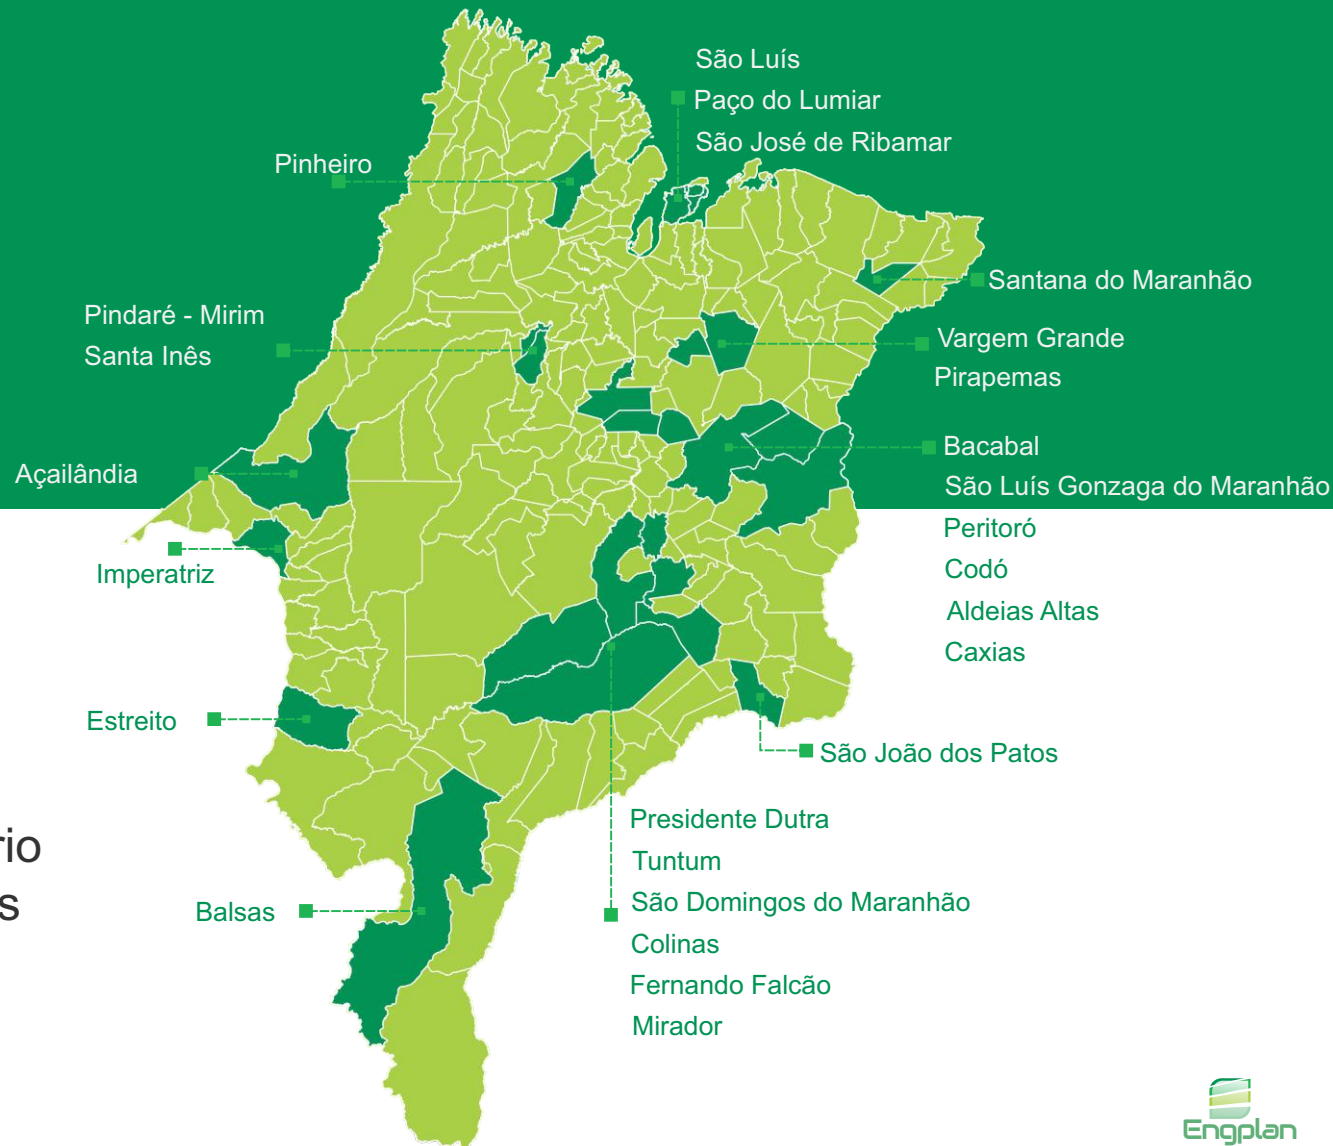 São Luís
Paço do Lumiar
São José de Ribamar
Pinheiro
Santana do Maranhão
Pindaré - Mirim
Santa Inês
Vargem Grande
Pirapemas
Açailândia
Bacabal
São Luís Gonzaga do Maranhão
Peritoró
Codó
Aldeias Altas
Caxias
Imperatriz
Estreito
São João dos Patos
Presidente Dutra
Tuntum
São Domingos do Maranhão
Colinas
Fernando Falcão
Mirador
rio
s
Balsas
Engplan